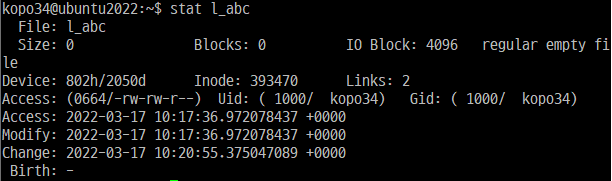 kopo34@ubuntu2022:~$ stat l_abc
  File: l_abc
  Size: 0               Blocks: 0          IO Block: 4096   regular empty fi
le
Device: 802h/2050d      Inode: 393470      Links: 2
Access: (0664/-rw-rw-r--)  Uid: ( 1000/  kopo34)   Gid: ( 1000/  kopo34)
Access: 2022-03-17 10:17:36.972078437 +0000
Modify: 2022-03-17 10:17:36.972078437 +0000
Change: 2022-03-17 10:20:55.375047089 +0000
 Birth: -